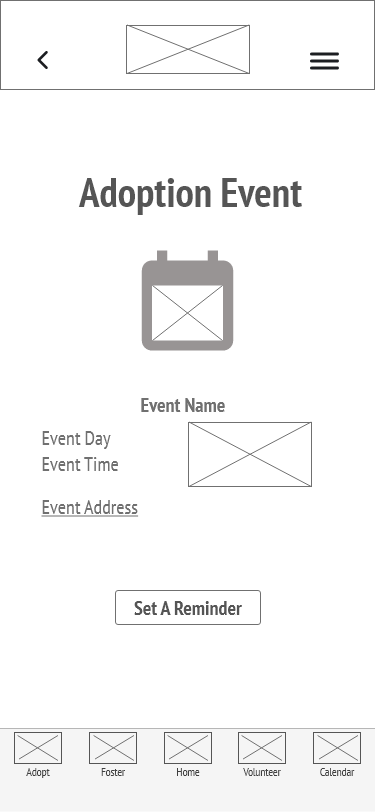 Adoption Event
Event Name
Event Day
Event Time
Event Address
Set A Reminder
Adopt
Foster
Home
Volunteer
Calendar